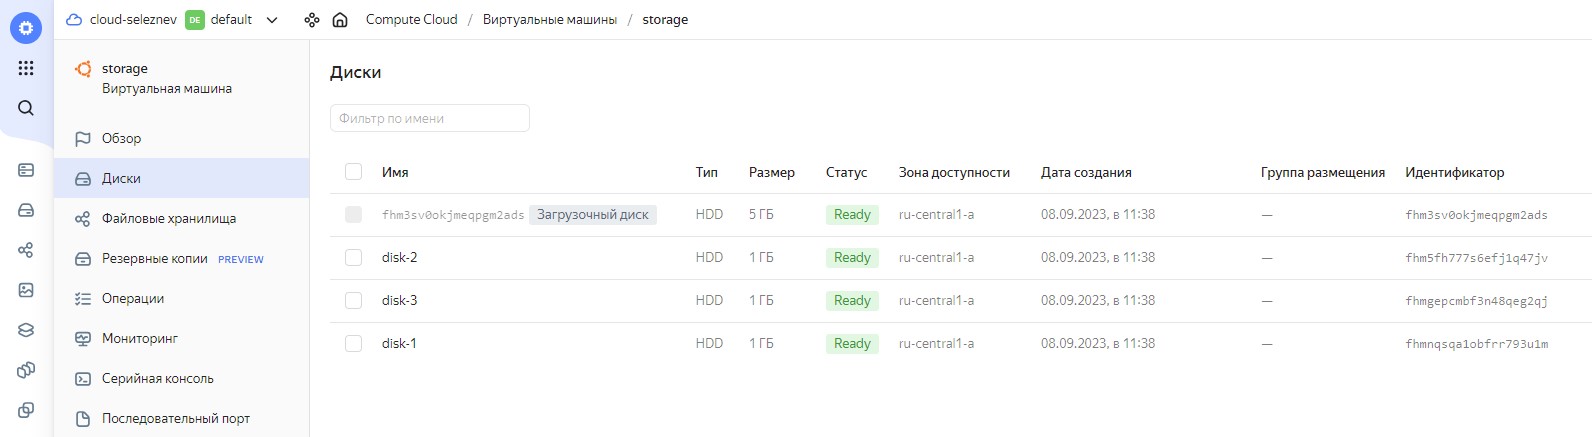 cloud-seleznev DE default Compute Cloud / Виртуальные машины / storage
storage
Виртуальная машина
Обзор
Диски
Файловые хранилища
Резервные копии PREVIEW
Операции
Мониторинг
Серийная консоль
Последовательный порт
Диски
Фильтр по имени
Имя Тип Размер Статус Зона доступности Дата создания Группа размещения Идентификатор
fhm3sv0okjmeqpgm2ads Загрузочный диск HDD 5 ГБ Ready ru-central1-a 08.09.2023, в 11:38 — fhm3sv0okjmeqpgm2ads
disk-2 HDD 1 ГБ Ready ru-central1-a 08.09.2023, в 11:38 — fhm5fh777s6efj1q47jv
disk-3 HDD 1 ГБ Ready ru-central1-a 08.09.2023, в 11:38 — fhmgepcmbf3n48qeg2qj
disk-1 HDD 1 ГБ Ready ru-central1-a 08.09.2023, в 11:38 — fhmnqsqa1obfrr793u1m